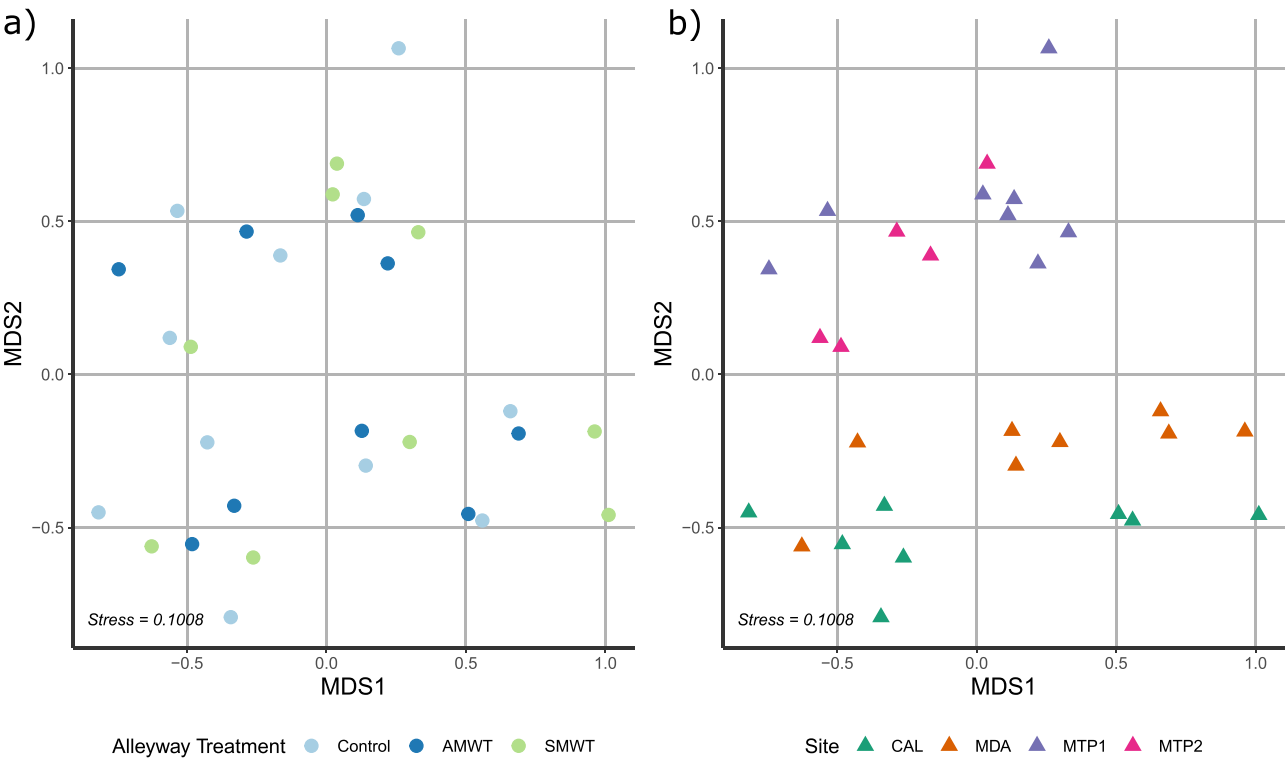 a)
1.0
0.5
0.0
−0.5
MDS2
Stress = 0.1008
−0.5 0.0 0.5 1.0
MDS1
Alleyway Treatment Control AMWT SMWT
b)
1.0
0.5
0.0
−0.5
MDS2
Stress = 0.1008
−0.5 0.0 0.5 1.0
MDS1
Site CAL MDA MTP1 MTP2